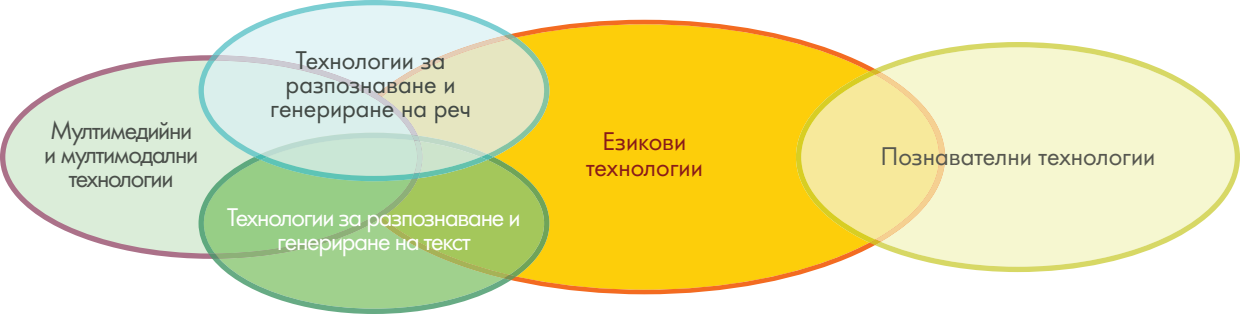 Технологии за
разпознаване и
генериране на реч
Мултимедийни
и мултимодални
технологии
Технологии за разпознаване и
генериране на текст
Езикови
технологии
Познавателни технологии